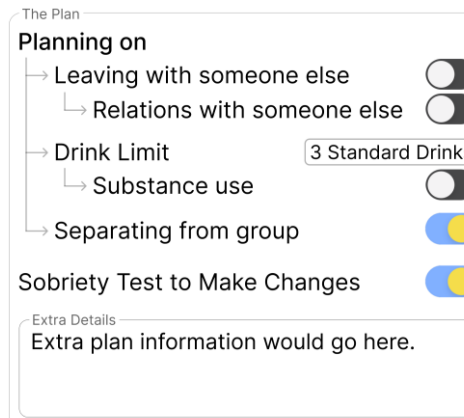 The Plan
Planning on
Leaving with someone else
Relations with someone else
Drink Limit 3 Standard Drink
Substance use
Separating from group
Sobriety Test to Make Changes
Extra Details
Extra plan information would go here.